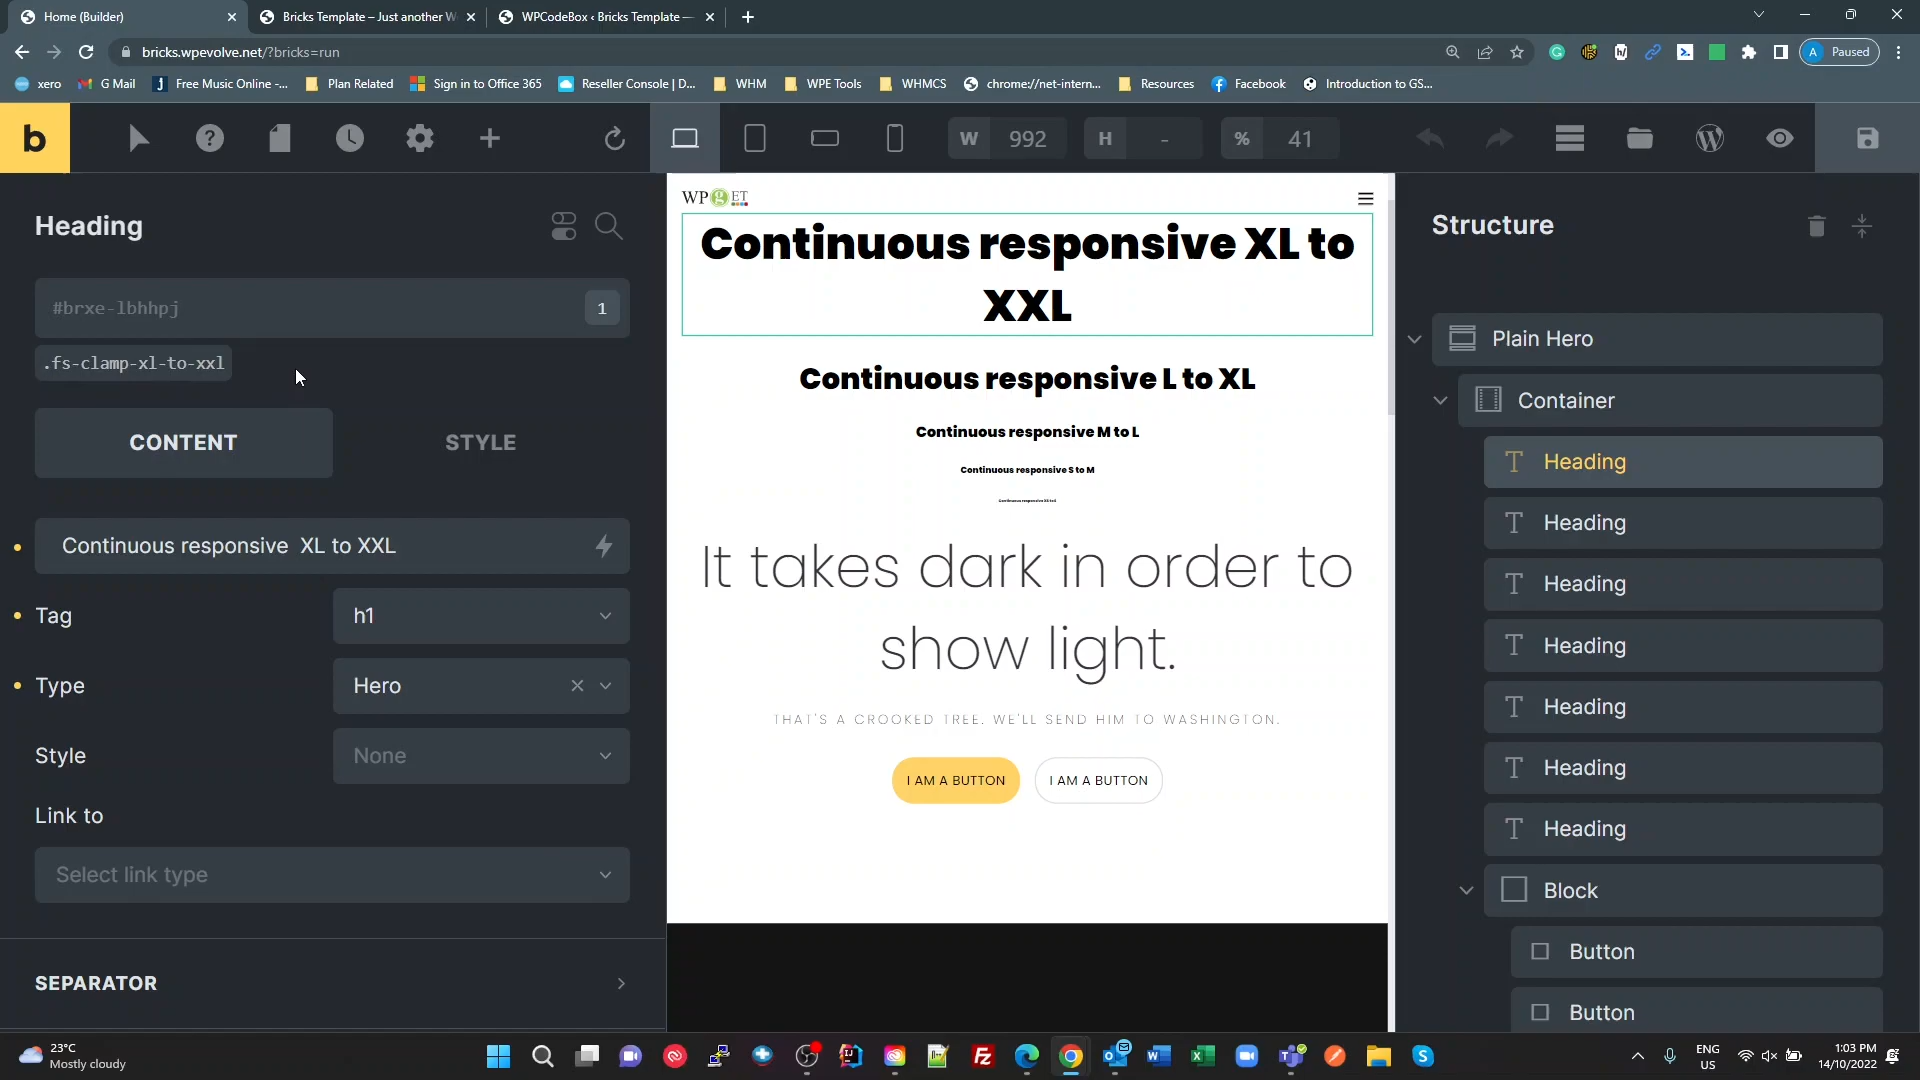 Home (Builder)
Bricks Template – Just another W
WPCodeBox ‹ Bricks Template —
bricks.wpevolve.net/?bricks=run
A Paused
xero
G Mail
Free Music Online -...
Plan Related
Sign in to Office 365
Reseller Console | D...
WHM
WPE Tools
WHMCS
chrome://net-intern...
Resources
Facebook
Introduction to GS...
b
W 992
H -
% 41
Heading
#brxe-lbhhpj
1
.fs-clamp-xl-to-xxl
CONTENT
STYLE
Continuous responsive XL to XXL
Tag
h1
Type
Hero
Style
None
Link to
Select link type
SEPARATOR
WP g ET
Continuous responsive XL to
XXL
Continuous responsive L to XL
Continuous responsive M to L
Continuous responsive S to M
Continuous responsive XS to S
It takes dark in order to
show light.
THAT'S A CROOKED TREE. WE'LL SEND HIM TO WASHINGTON.
I AM A BUTTON
I AM A BUTTON
Structure
Plain Hero
Container
Heading
Heading
Heading
Heading
Heading
Heading
Heading
Block
Button
Button
23°C
Mostly cloudy
ENG
US
1:03 PM
14/10/2022